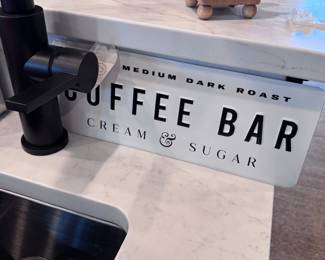 MEDIUM DARK ROAST
COFFEE BAR
CREAM & SUGAR